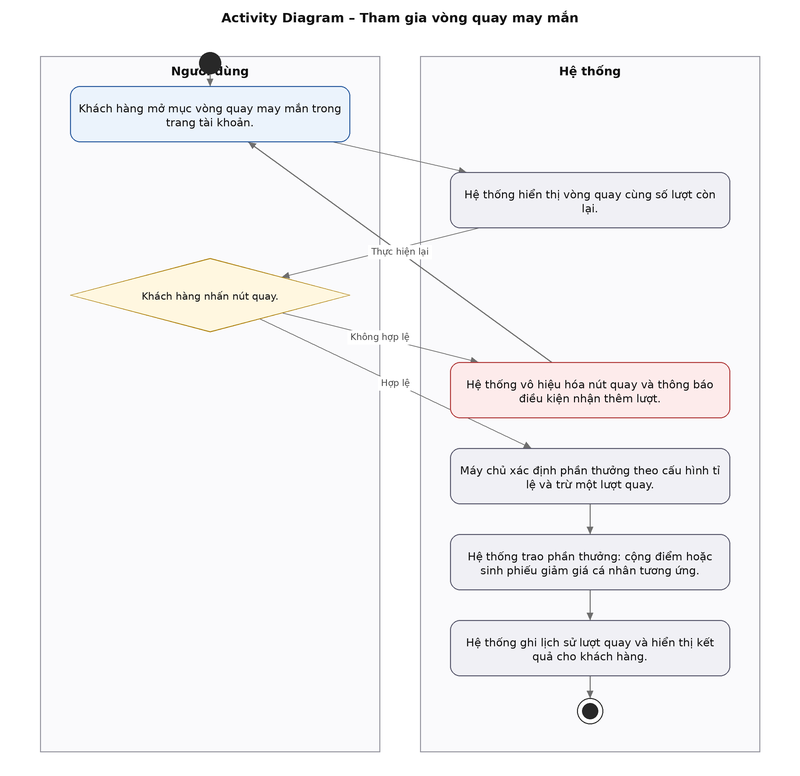 Activity Diagram – Tham gia vòng quay may mắn
Người dùng
Hệ thống
Khách hàng mở mục vòng quay may mắn trong
trang tài khoản.
Hệ thống hiển thị vòng quay cùng số lượt còn
lại.
Thực hiện lại
Khách hàng nhấn nút quay.
Không hợp lệ
Hợp lệ
Hệ thống vô hiệu hóa nút quay và thông báo
điều kiện nhận thêm lượt.
Máy chủ xác định phần thưởng theo cấu hình tỉ
lệ và trừ một lượt quay.
Hệ thống trao phần thưởng: cộng điểm hoặc
sinh phiếu giảm giá cá nhân tương ứng.
Hệ thống ghi lịch sử lượt quay và hiển thị kết
quả cho khách hàng.